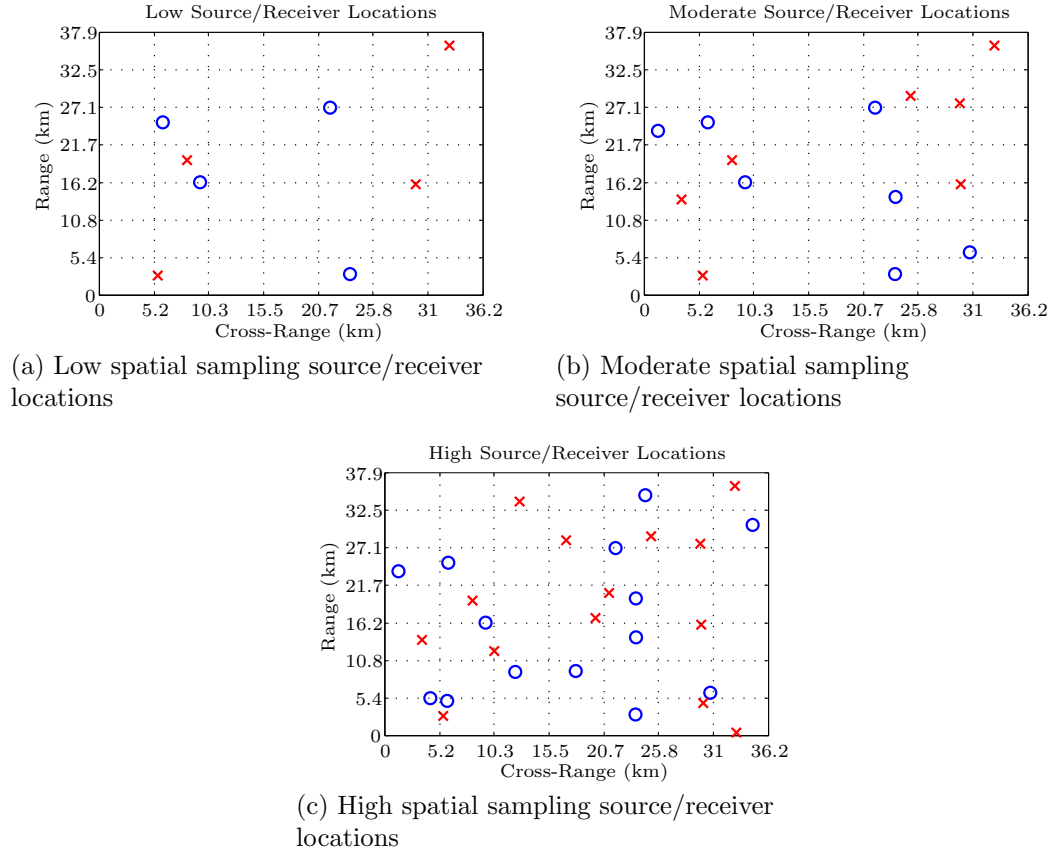 Low Source/Receiver Locations
37.9
32.5
27.1
21.7
16.2
10.8
5.4
0
Range (km)
0 5.2 10.3 15.5 20.7 25.8 31 36.2
Cross-Range (km)
(a) Low spatial sampling source/receiver
locations
Moderate Source/Receiver Locations
37.9
32.5
27.1
21.7
16.2
10.8
5.4
0
Range (km)
0 5.2 10.3 15.5 20.7 25.8 31 36.2
Cross-Range (km)
(b) Moderate spatial sampling
source/receiver locations
High Source/Receiver Locations
37.9
32.5
27.1
21.7
16.2
10.8
5.4
0
Range (km)
0 5.2 10.3 15.5 20.7 25.8 31 36.2
Cross-Range (km)
(c) High spatial sampling source/receiver
locations